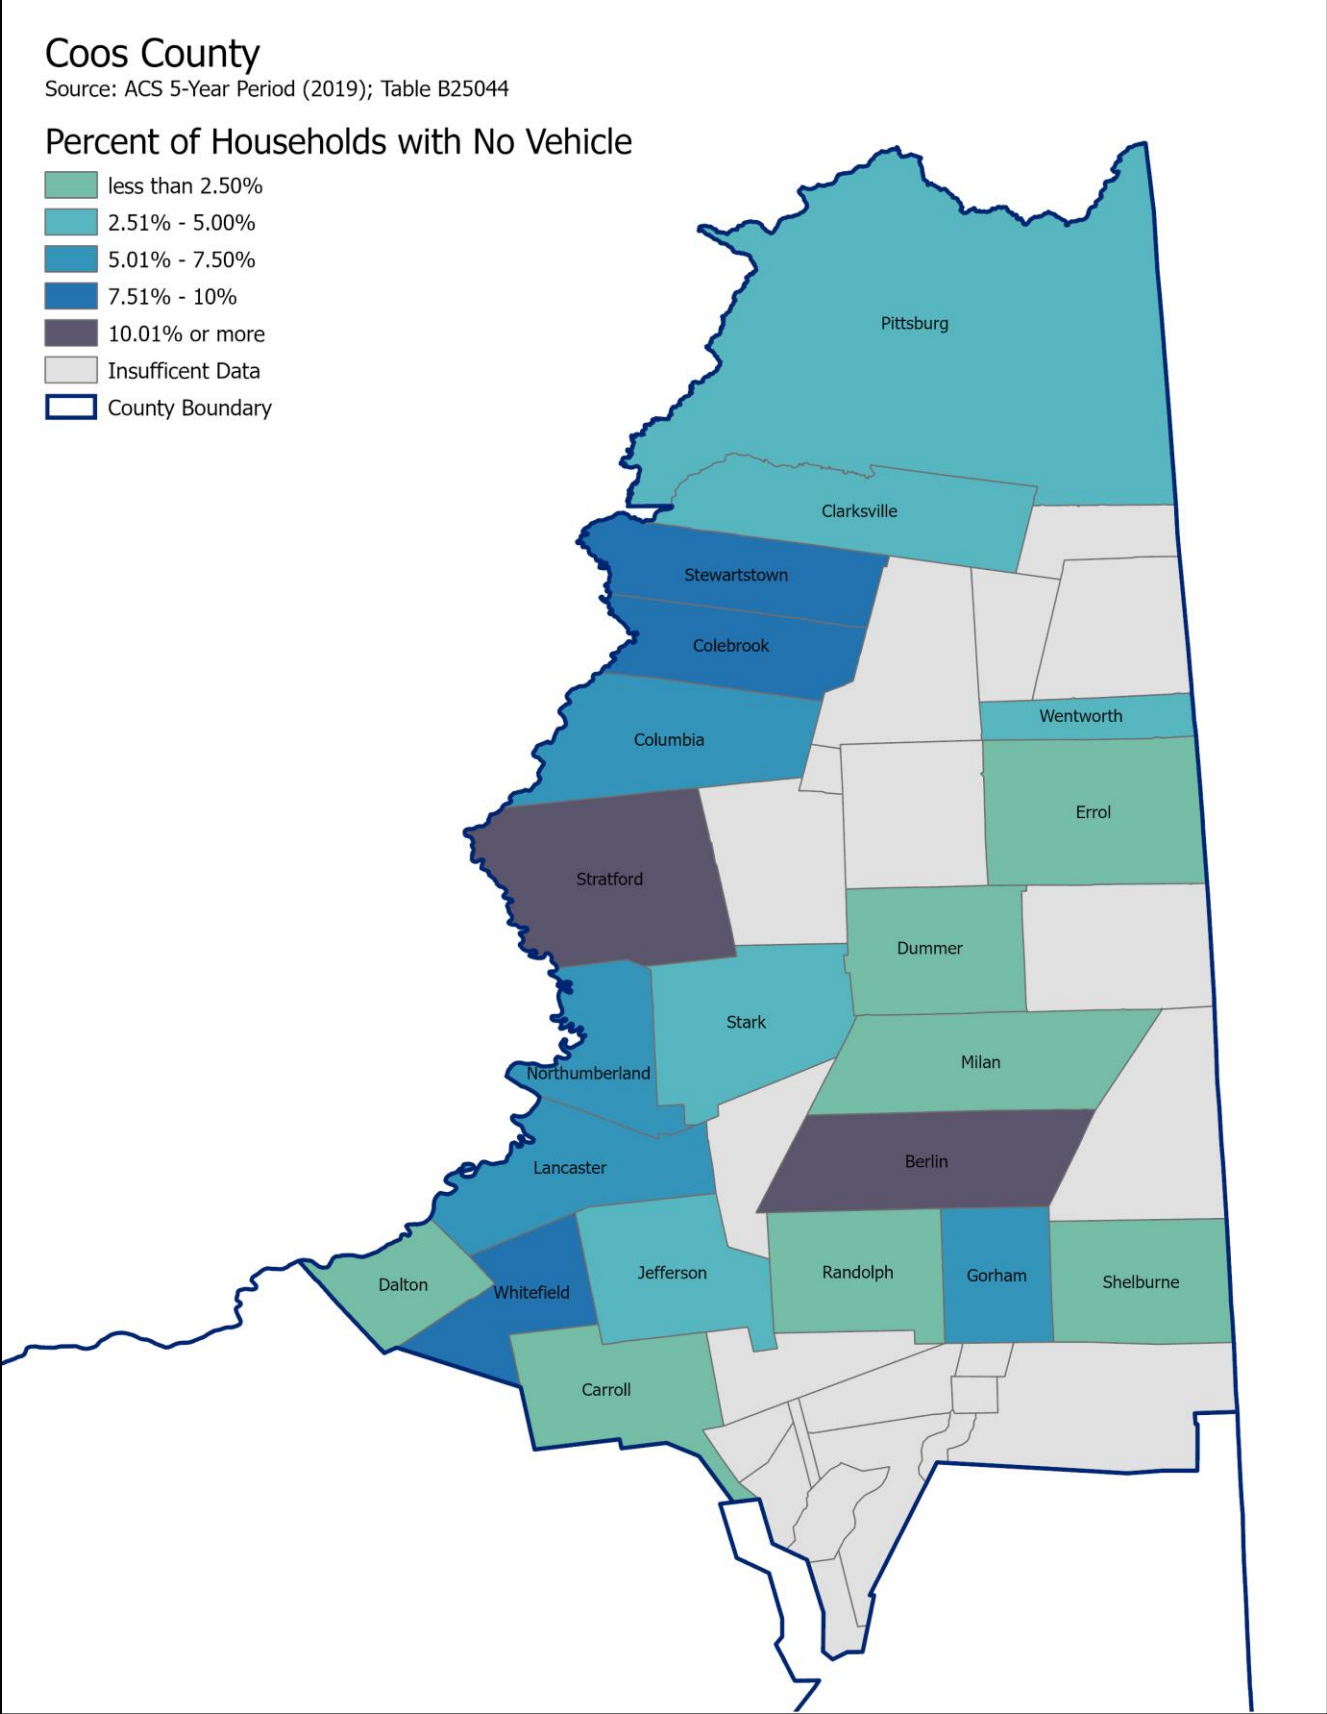 Coos County
Source: ACS 5-Year Period (2019); Table B25044
Percent of Households with No Vehicle
less than 2.50%
2.51% - 5.00%
5.01% - 7.50%
7.51% - 10%
10.01% or more
Insufficent Data
County Boundary
Pittsburg
Clarksville
Stewartstown
Colebrook
Wentworth
Columbia
Errol
Stratford
Dummer
Stark
Milan
Northumberland
Berlin
Lancaster
Randolph
Jefferson
Gorham
Shelburne
Dalton
Whitefield
Carroll